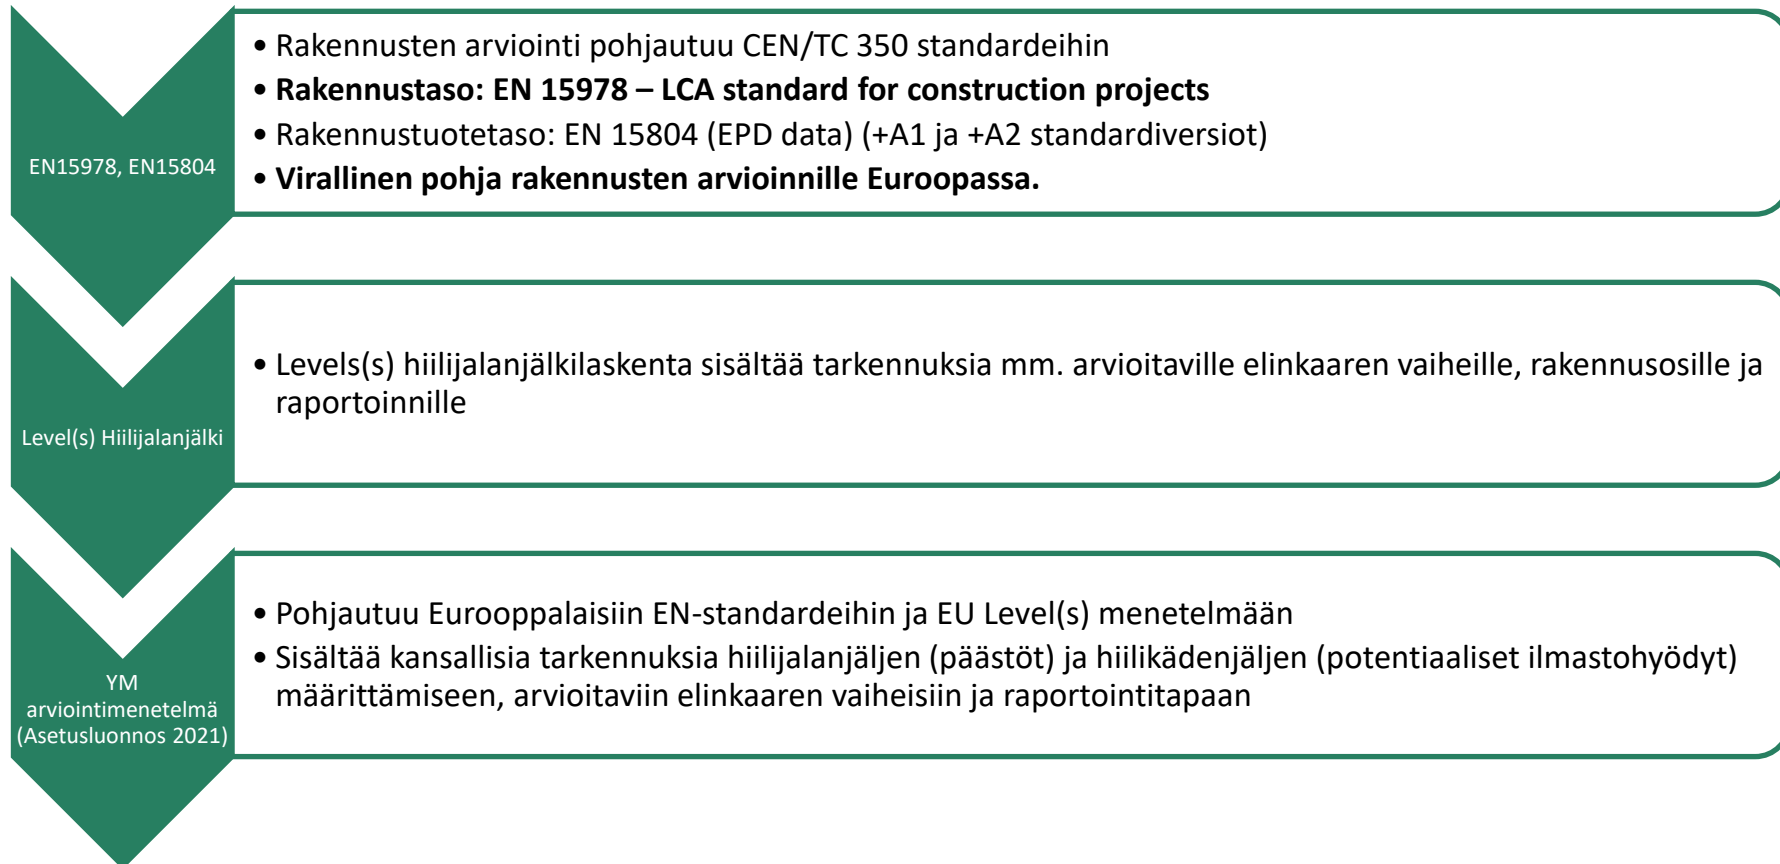 EN15978, EN15804
• Rakennusten arviointi pohjautuu CEN/TC 350 standardeihin
• Rakennustaso: EN 15978 – LCA standard for construction projects
• Rakennustuotetaso: EN 15804 (EPD data) (+A1 ja +A2 standardiversiot)
• Virallinen pohja rakennusten arvioinnille Euroopassa.
Level(s) Hiilijalanjälki
• Levels(s) hiilijalanjälkilaskenta sisältää tarkennuksia mm. arvioitaville elinkaaren vaiheille, rakennusosille ja
raportoinnille
YM
arviointimenetelmä
(Asetusluonnos 2021)
• Pohjautuu Eurooppalaisiin EN-standardeihin ja EU Level(s) menetelmään
• Sisältää kansallisia tarkennuksia hiilijalanjäljen (päästöt) ja hiilikädenjäljen (potentiaaliset ilmastohyödyt)
määrittämiseen, arvioitaviin elinkaaren vaiheisiin ja raportointitapaan